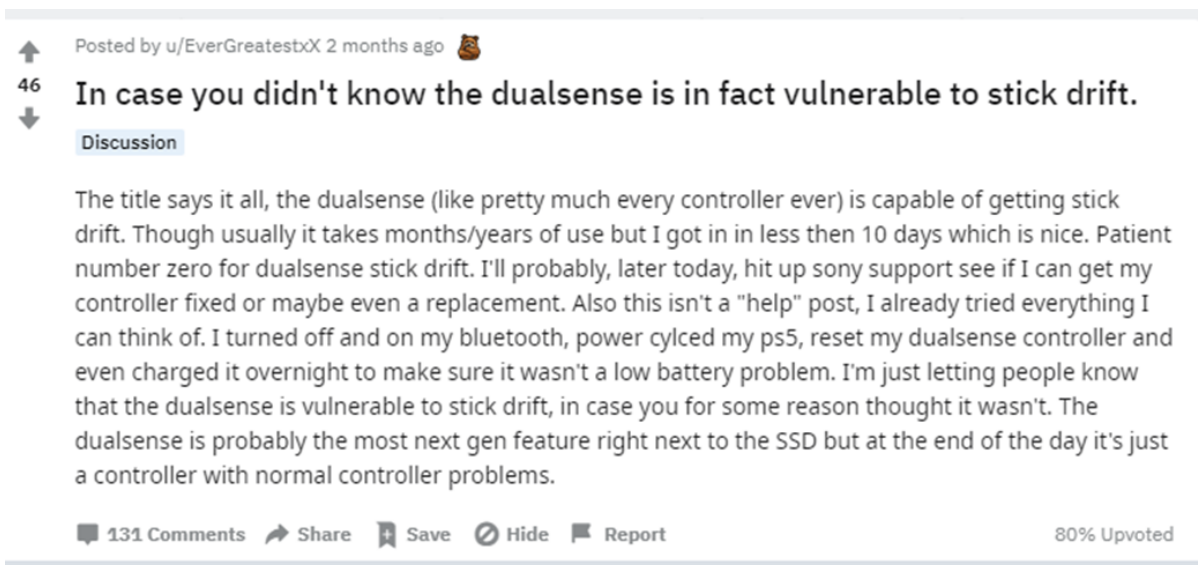 Posted by u/EverGreatestxX 2 months ago
46
In case you didn't know the dualsense is in fact vulnerable to stick drift.
Discussion
The title says it all, the dualsense (like pretty much every controller ever) is capable of getting stick
drift. Though usually it takes months/years of use but I got in in less then 10 days which is nice. Patient
number zero for dualsense stick drift. I'll probably, later today, hit up sony support see if I can get my
controller fixed or maybe even a replacement. Also this isn't a "help" post, I already tried everything I
can think of. I turned off and on my bluetooth, power cylced my ps5, reset my dualsense controller and
even charged it overnight to make sure it wasn't a low battery problem. I'm just letting people know
that the dualsense is vulnerable to stick drift, in case you for some reason thought it wasn't. The
dualsense is probably the most next gen feature right next to the SSD but at the end of the day it's just
a controller with normal controller problems.
131 Comments Share Save Hide Report 80% Upvoted